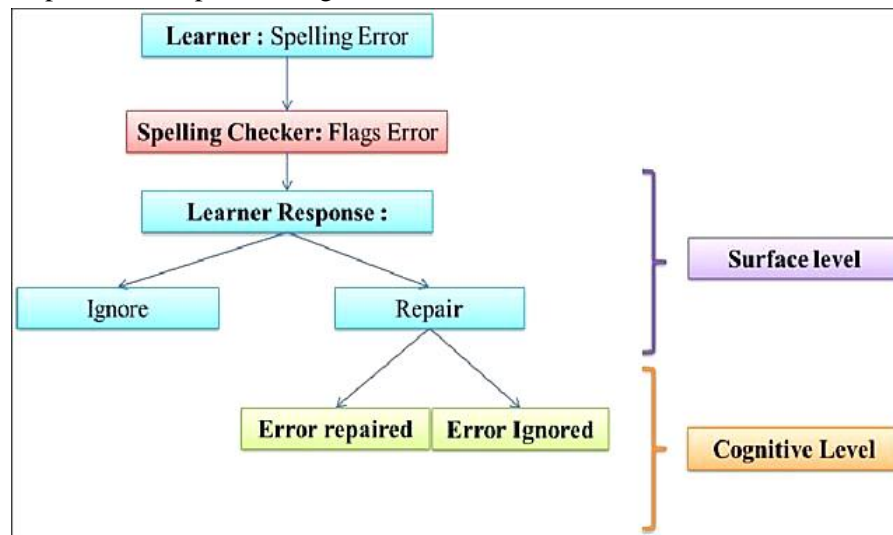 Learner : Spelling Error
Spelling Checker: Flags Error
Learner Response :
Surface level
Ignore
Repair
Error repaired
Error Ignored
Cognitive Level